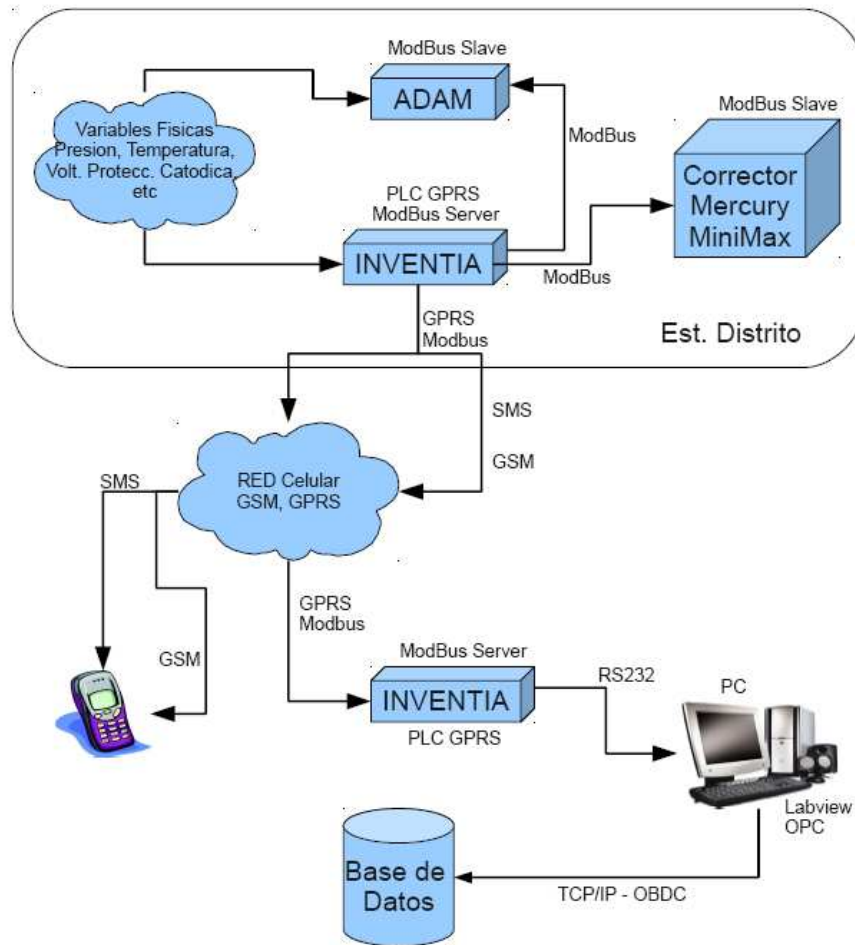 ModBus Slave
ADAM
ModBus Slave
Variables Fisicas
Presion, Temperatura,
Volt. Protecc. Catodica,
etc
ModBus
Corrector
Mercury
MiniMax
PLC GPRS
ModBus Server
INVENTIA
ModBus
GPRS
Modbus
Est. Distrito
SMS
GSM
RED Celular
GSM, GPRS
SMS
GPRS
Modbus
GSM
ModBus Server
INVENTIA
PLC GPRS
RS232
PC
Labview
OPC
Base de
Datos
TCP/IP - OBDC